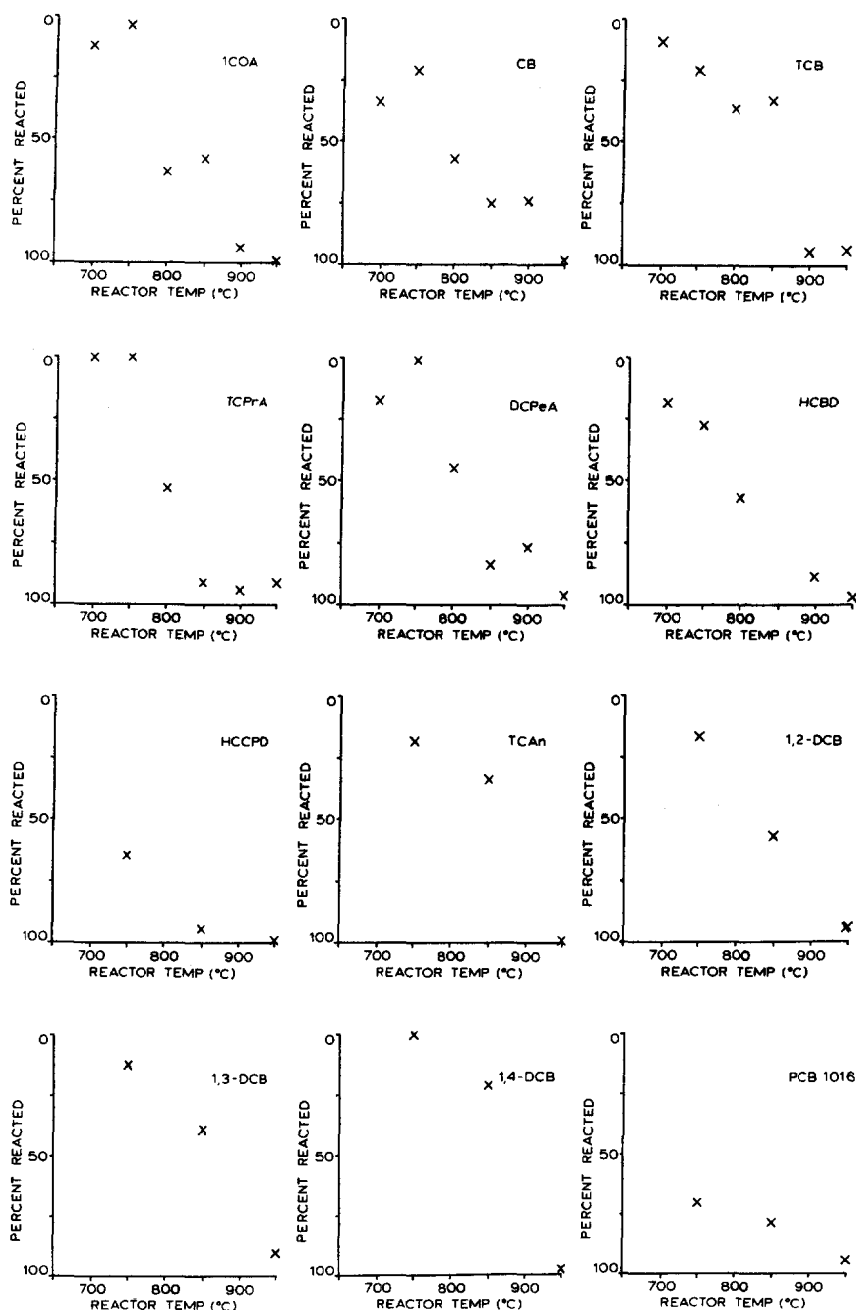 1COA
0
50
100
PERCENT REACTED
700 800 900
REACTOR TEMP (°C)
CB
0
50
100
PERCENT REACTED
700 800 900
REACTOR TEMP (°C)
TCB
0
50
100
PERCENT REACTED
700 800 900
REACTOR TEMP (°C)
TCPrA
0
50
100
PERCENT REACTED
700 800 900
REACTOR TEMP (°C)
DCPeA
0
50
100
PERCENT REACTED
700 800 900
REACTOR TEMP (°C)
HCBD
0
50
100
PERCENT REACTED
700 800 900
REACTOR TEMP (°C)
HCCPD
0
50
100
PERCENT REACTED
700 800 900
REACTOR TEMP (°C)
TCAn
0
50
100
PERCENT REACTED
700 800 900
REACTOR TEMP (°C)
1,2-DCB
0
50
100
PERCENT REACTED
700 800 900
REACTOR TEMP (°C)
1,3-DCB
0
50
100
PERCENT REACTED
700 800 900
REACTOR TEMP (°C)
1,4-DCB
0
50
100
PERCENT REACTED
700 800 900
REACTOR TEMP (°C)
PCB 1016
0
50
100
PERCENT REACTED
700 800 900
REACTOR TEMP (°C)